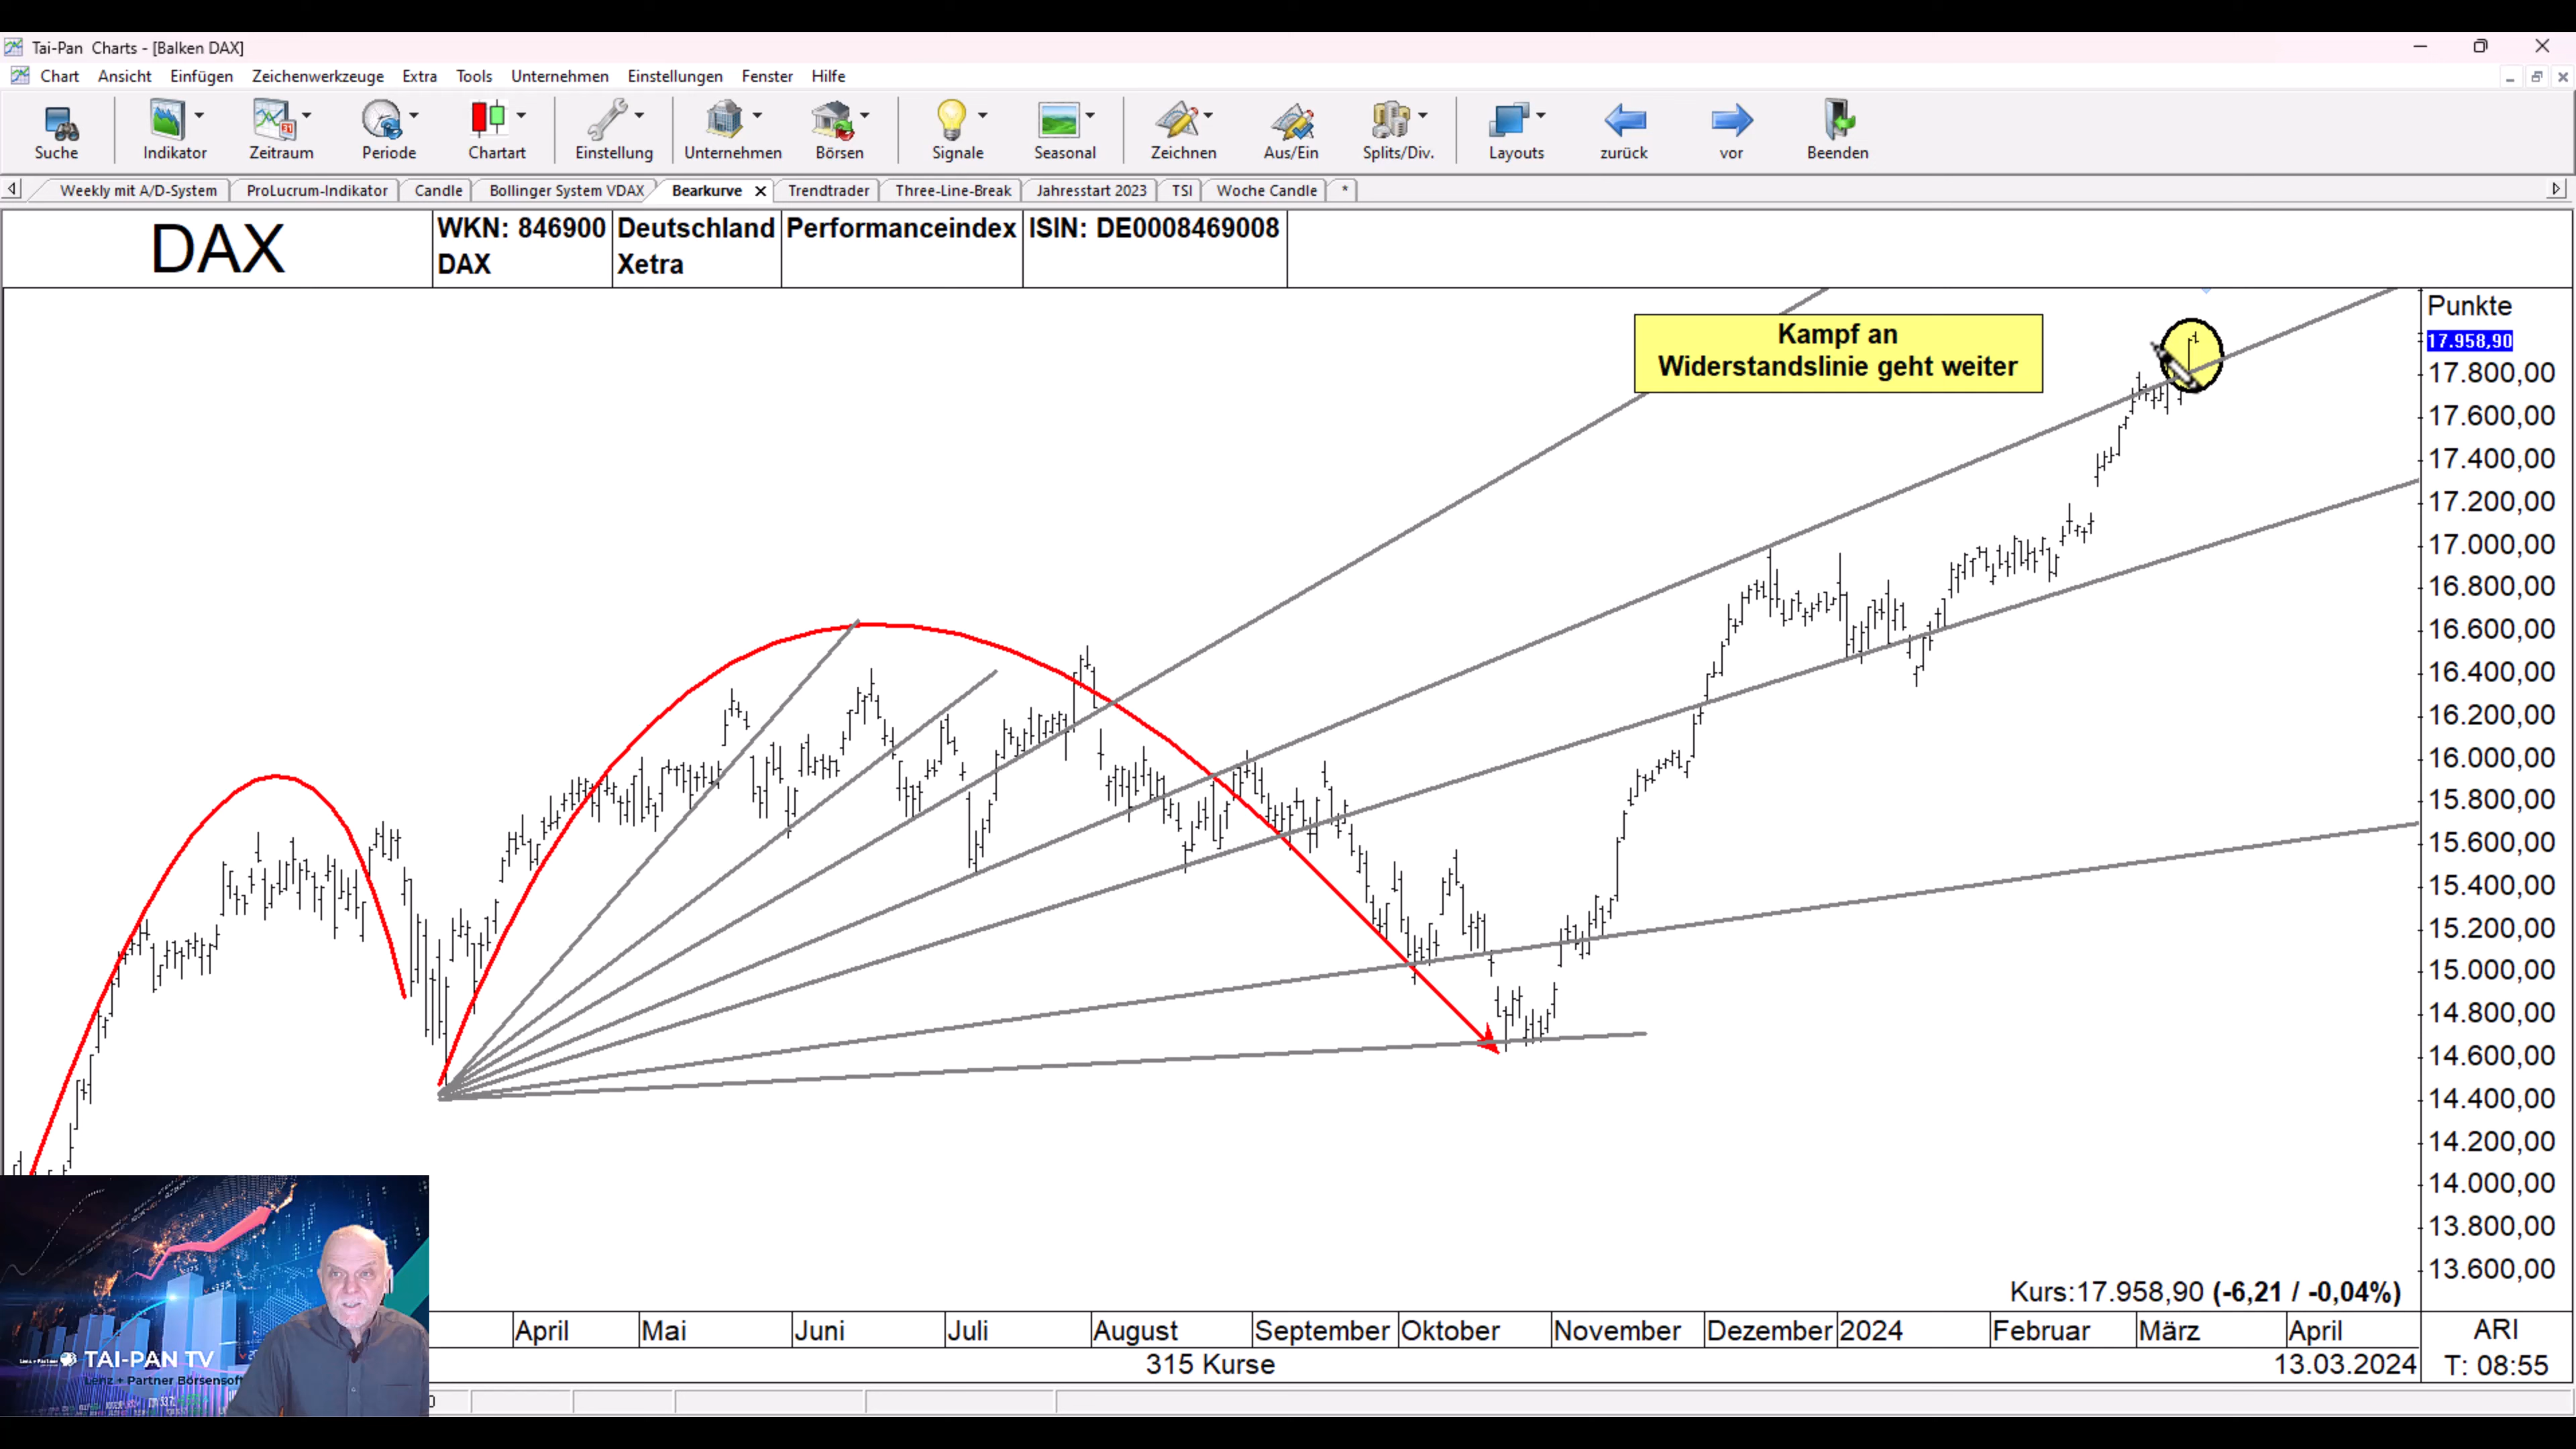 Tai-Pan Charts - [Balken DAX]
Chart Ansicht Einfügen Zeichenwerkzeuge Extra Tools Unternehmen Einstellungen Fenster Hilfe
Suche Indikator Zeitraum Periode Chartart Einstellung Unternehmen Börsen Signale Seasonal Zeichnen Aus/Ein Splits/Div. Layouts zurück vor Beenden
Weekly mit A/D-System ProLucrum-Indikator Candle Bollinger System VDAX Bearkurve Trendtrader Three-Line-Break Jahresstart 2023 TSI Woche Candle *
DAX
WKN: 846900 Deutschland Performanceindex ISIN: DE0008469008
DAX Xetra
Kampf an
Widerstandslinie geht weiter
Punkte
17.958,90
17.800,00
17.600,00
17.400,00
17.200,00
17.000,00
16.800,00
16.600,00
16.400,00
16.200,00
16.000,00
15.800,00
15.600,00
15.400,00
15.200,00
15.000,00
14.800,00
14.600,00
14.400,00
14.200,00
14.000,00
13.800,00
13.600,00
Kurs:17.958,90 (-6,21 / -0,04%)
April Mai Juni Juli August September Oktober November Dezember 2024 Februar März April ARI
315 Kurse 13.03.2024 T: 08:55
TAI-PAN TV
Lenz + Partner Börsensoft